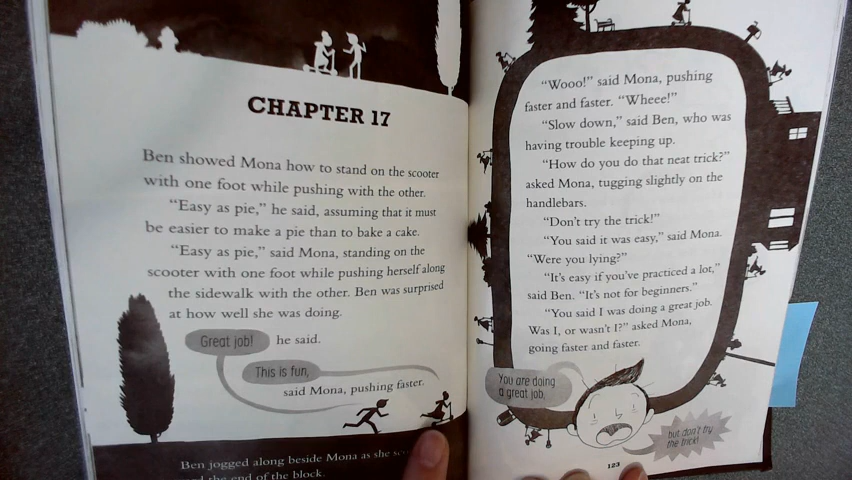 CHAPTER 17
Ben showed Mona how to stand on the scooter
with one foot while pushing with the other.
“Easy as pie,” he said, assuming that it must
be easier to make a pie than to bake a cake.
“Easy as pie,” said Mona, standing on the
scooter with one foot while pushing herself along
the sidewalk with the other. Ben was surprised
at how well she was doing.
Great job! he said.
This is fun,
said Mona, pushing faster.
Ben jogged along beside Mona as she
the end of the block.
“Wooo!” said Mona, pushing
faster and faster. “Wheee!”
“Slow down,” said Ben, who was
having trouble keeping up.
“How do you do that neat trick?”
asked Mona, tugging slightly on the
handlebars.
“Don’t try the trick!”
“You said it was easy,” said Mona.
“Were you lying?”
“It’s easy if you’ve practiced a lot,”
said Ben. “It’s not for beginners.”
“You said I was doing a great job.
Was I, or wasn’t I?” asked Mona,
going faster and faster.
You are doing
a great job,
but don’t try
the trick!
123